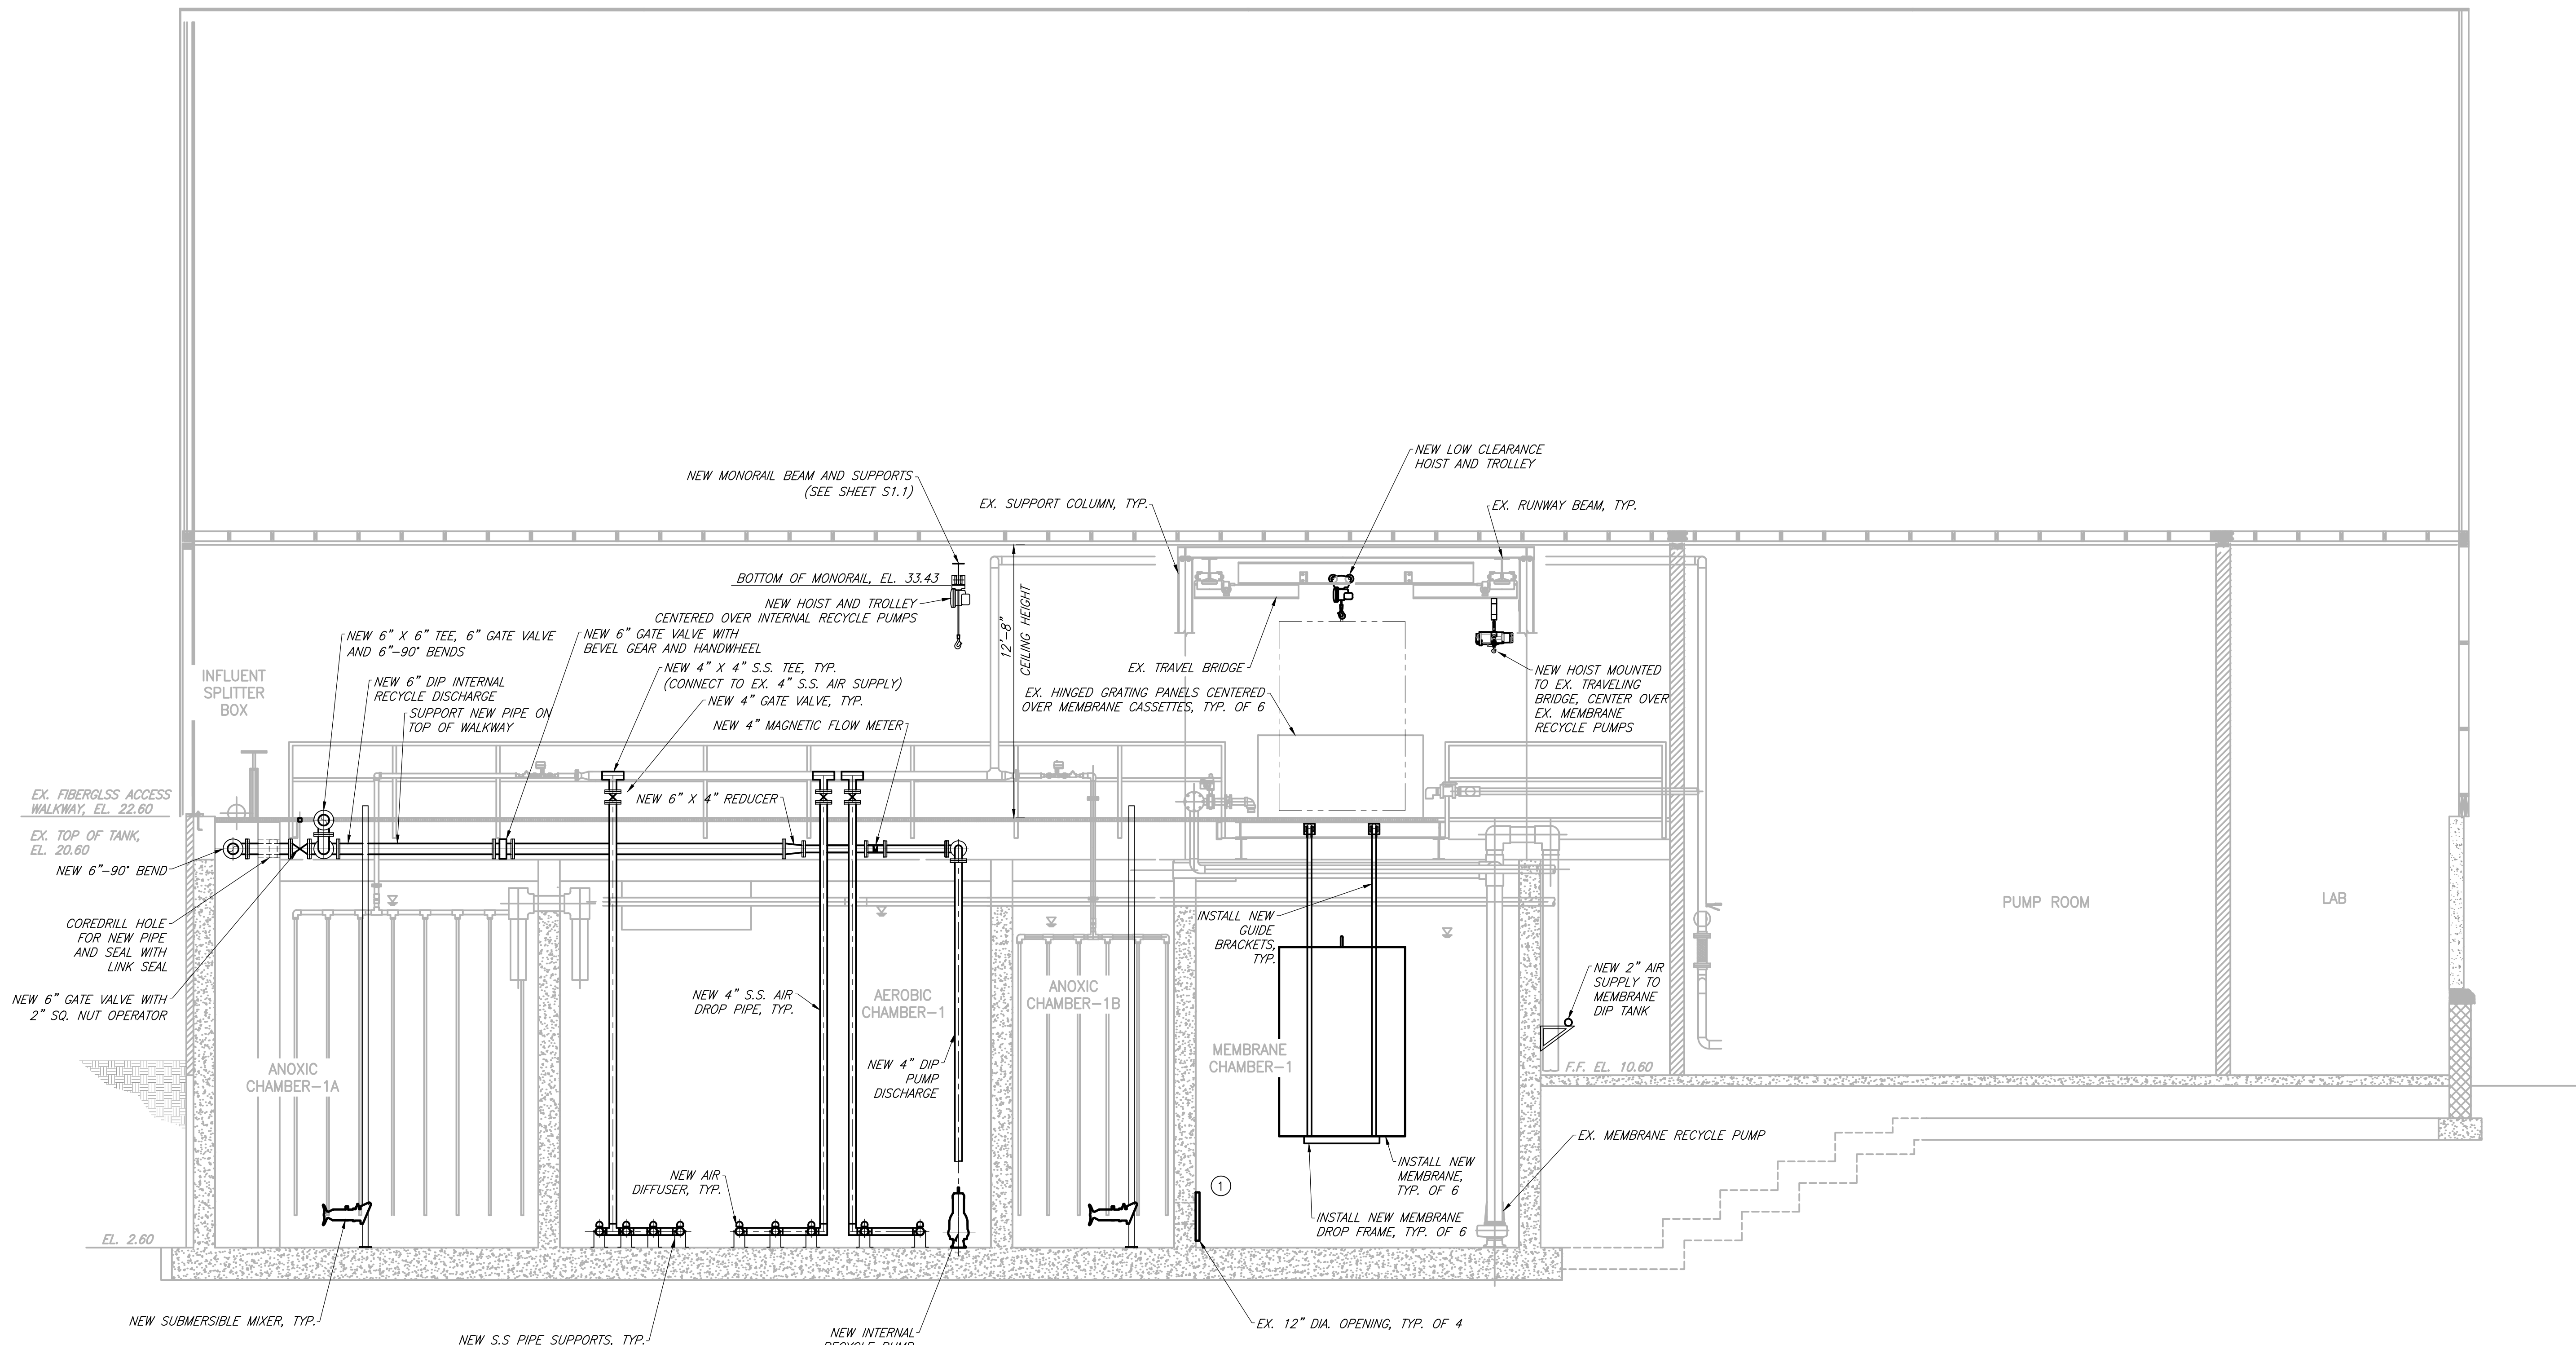 NEW LOW CLEARANCE
HOIST AND TROLLEY
NEW MONORAIL BEAM AND SUPPORTS
(SEE SHEET S1.1)
EX. SUPPORT COLUMN, TYP.
EX. RUNWAY BEAM, TYP.
BOTTOM OF MONORAIL, EL. 33.43
NEW HOIST AND TROLLEY
CENTERED OVER INTERNAL RECYCLE PUMPS
12'-8"
CEILING HEIGHT
NEW 6" X 6" TEE, 6" GATE VALVE
AND 6"-90° BENDS
NEW 6" GATE VALVE WITH
BEVEL GEAR AND HANDWHEEL
NEW 4" X 4" S.S. TEE, TYP.
(CONNECT TO EX. 4" S.S. AIR SUPPLY)
NEW 4" GATE VALVE, TYP.
NEW 4" MAGNETIC FLOW METER
EX. TRAVEL BRIDGE
EX. HINGED GRATING PANELS CENTERED
OVER MEMBRANE CASSETTES, TYP. OF 6
NEW HOIST MOUNTED
TO EX. TRAVELING
BRIDGE, CENTER OVER
EX. MEMBRANE
RECYCLE PUMPS
INFLUENT
SPLITTER
BOX
NEW 6" DIP INTERNAL
RECYCLE DISCHARGE
SUPPORT NEW PIPE ON
TOP OF WALKWAY
NEW 6" X 4" REDUCER
EX. FIBERGLSS ACCESS
WALKWAY, EL. 22.60
EX. TOP OF TANK,
EL. 20.60
NEW 6"-90° BEND
COREDRILL HOLE
FOR NEW PIPE
AND SEAL WITH
LINK SEAL
NEW 6" GATE VALVE WITH
2" SQ. NUT OPERATOR
INSTALL NEW
GUIDE
BRACKETS,
TYP.
PUMP ROOM
LAB
NEW 2" AIR
SUPPLY TO
MEMBRANE
DIP TANK
NEW 4" S.S. AIR
DROP PIPE, TYP.
AEROBIC
CHAMBER-1
ANOXIC
CHAMBER-1B
MEMBRANE
CHAMBER-1
ANOXIC
CHAMBER-1A
NEW 4" DIP
PUMP
DISCHARGE
F.F. EL. 10.60
EX. MEMBRANE RECYCLE PUMP
NEW AIR
DIFFUSER, TYP.
1
INSTALL NEW
MEMBRANE,
TYP. OF 6
INSTALL NEW MEMBRANE
DROP FRAME, TYP. OF 6
EL. 2.60
NEW SUBMERSIBLE MIXER, TYP.
NEW S.S PIPE SUPPORTS, TYP.
NEW INTERNAL
RECYCLE PUMP
EX. 12" DIA. OPENING, TYP. OF 4